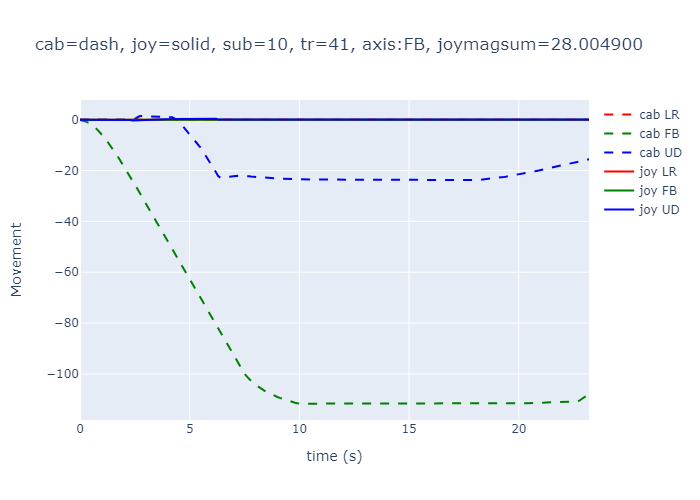 cab=dash, joy=solid, sub=10, tr=41, axis:FB, joymagsum=28.004900
cab LR
cab FB
cab UD
joy LR
joy FB
joy UD
0
−20
−40
−60
−80
−100
Movement
0 5 10 15 20
time (s)